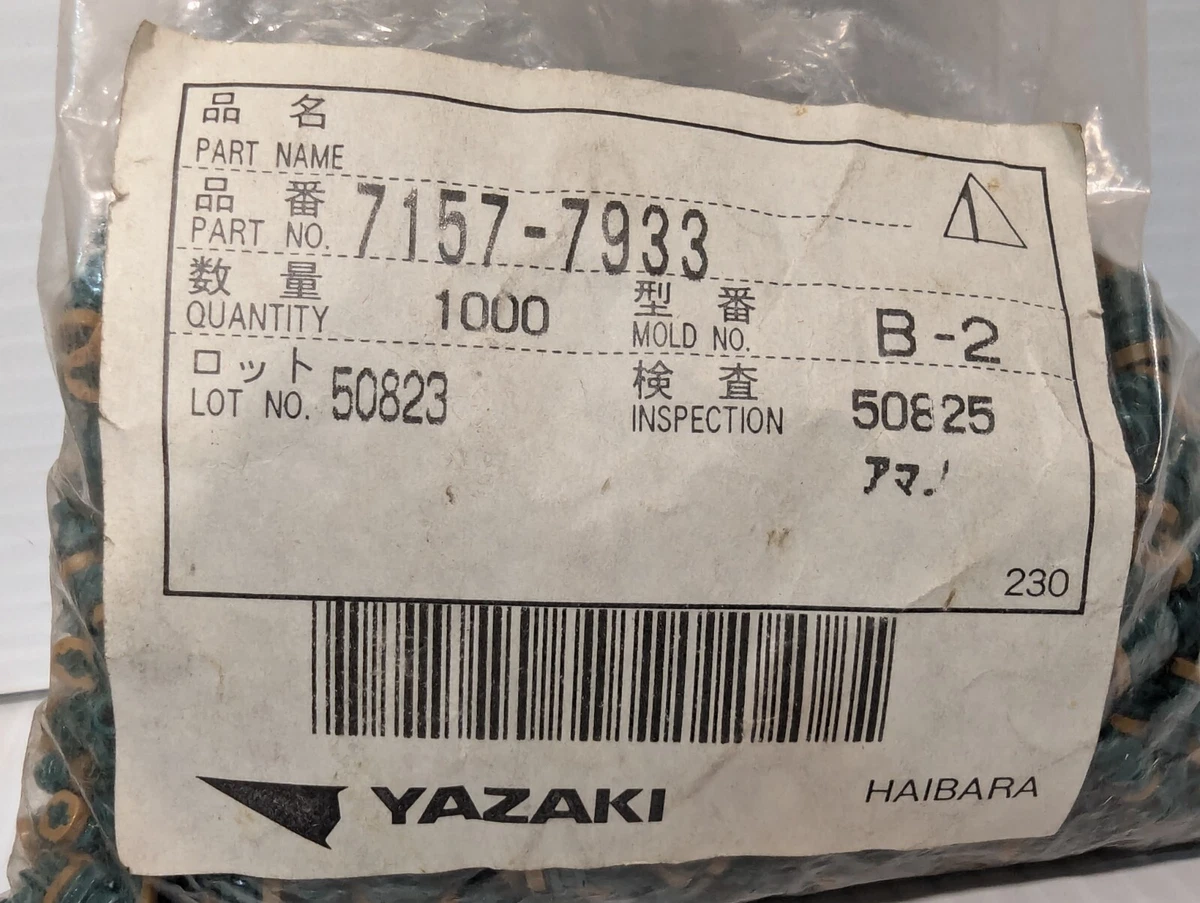 品 名
PART NAME
品 番
PART NO. 7157-7933
1
数 量
QUANTITY 1000
型 番
MOLD NO. B-2
ロット
LOT NO. 50823
検 査
INSPECTION 50825
アマノ
230
YAZAKI
HAIBARA